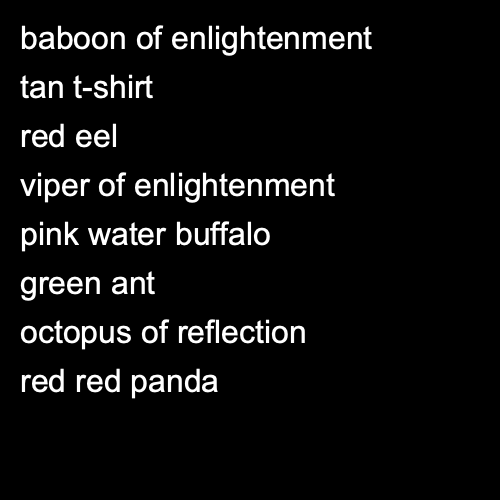 baboon of enlightenment
tan t-shirt
red eel
viper of enlightenment
pink water buffalo
green ant
octopus of reflection
red red panda